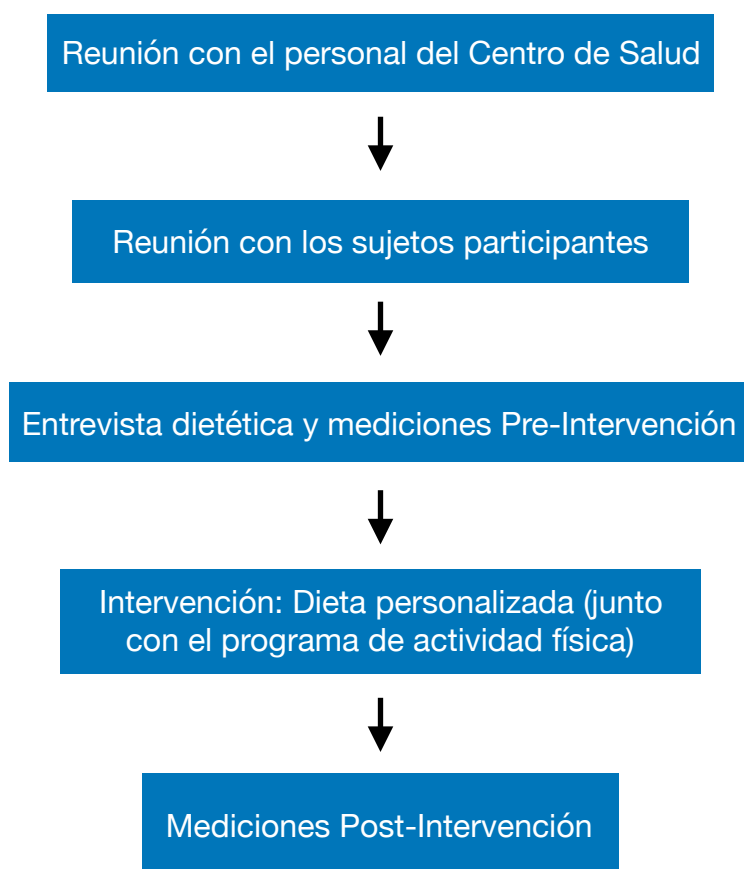 Reunión con el personal del Centro de Salud
Reunión con los sujetos participantes
Entrevista dietética y mediciones Pre-Intervención
Intervención: Dieta personalizada (junto
con el programa de actividad física)
Mediciones Post-Intervención